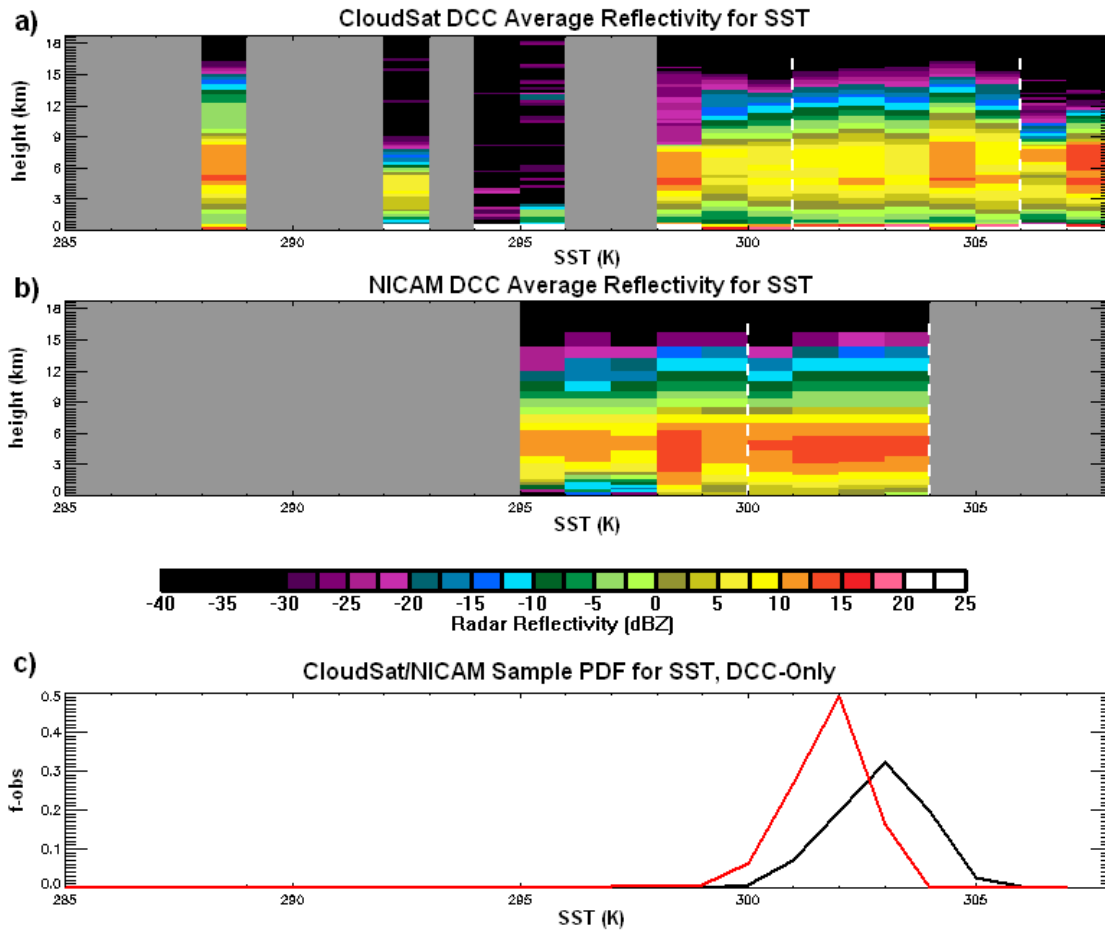 a)
CloudSat DCC Average Reflectivity for SST
height (km)
18
15
12
9
6
3
0
285 290 295 300 305
SST (K)
b)
NICAM DCC Average Reflectivity for SST
height (km)
18
15
12
9
6
3
0
285 290 295 300 305
SST (K)
-40 -35 -30 -25 -20 -15 -10 -5 0 5 10 15 20 25
Radar Reflectivity (dBZ)
c)
CloudSat/NICAM Sample PDF for SST, DCC-Only
f-obs
0.5
0.4
0.3
0.2
0.1
0.0
285 290 295 300 305
SST (K)